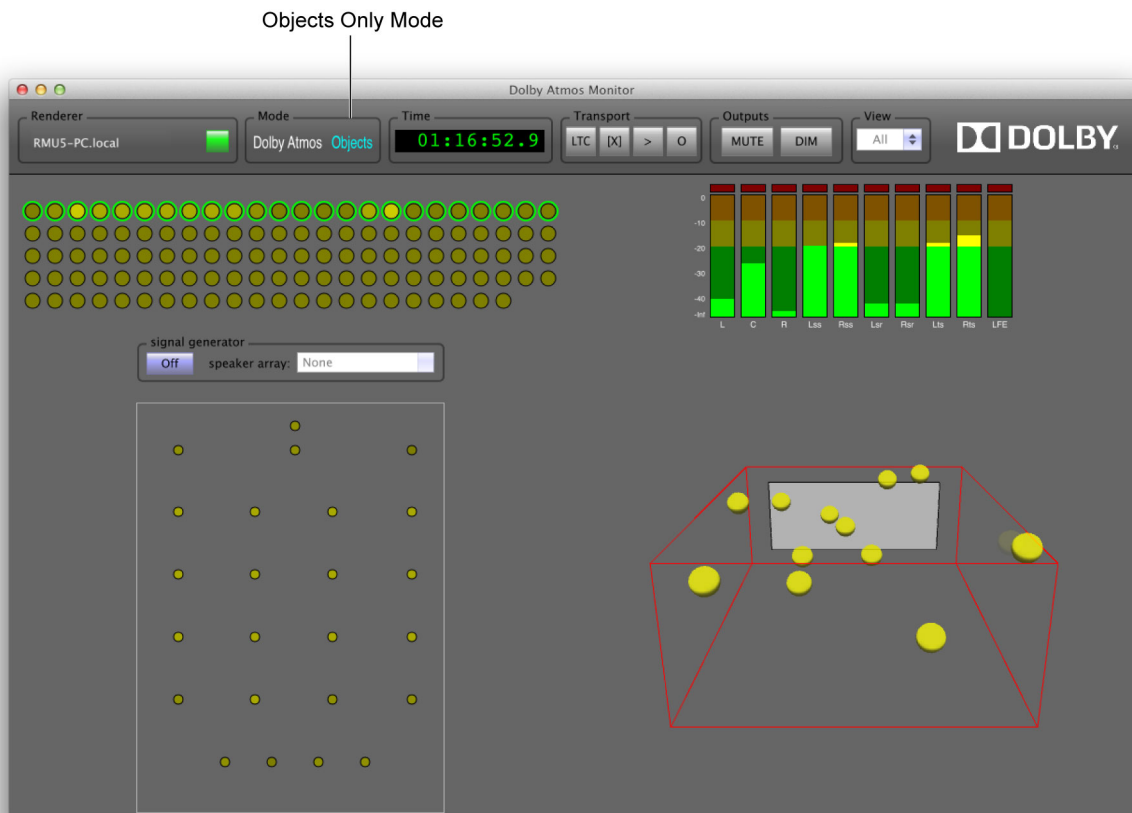 Objects Only Mode
Dolby Atmos Monitor
Renderer
RMU5-PC.local
Mode
Dolby Atmos Objects
Time
01:16:52.9
Transport
LTC [X] > O
Outputs
MUTE DIM
View
All
DOLBY
0
-10
-20
-30
-40
-Inf
L C R Lss Rss Lsr Rsr Lts Rts LFE
signal generator
Off speaker array: None